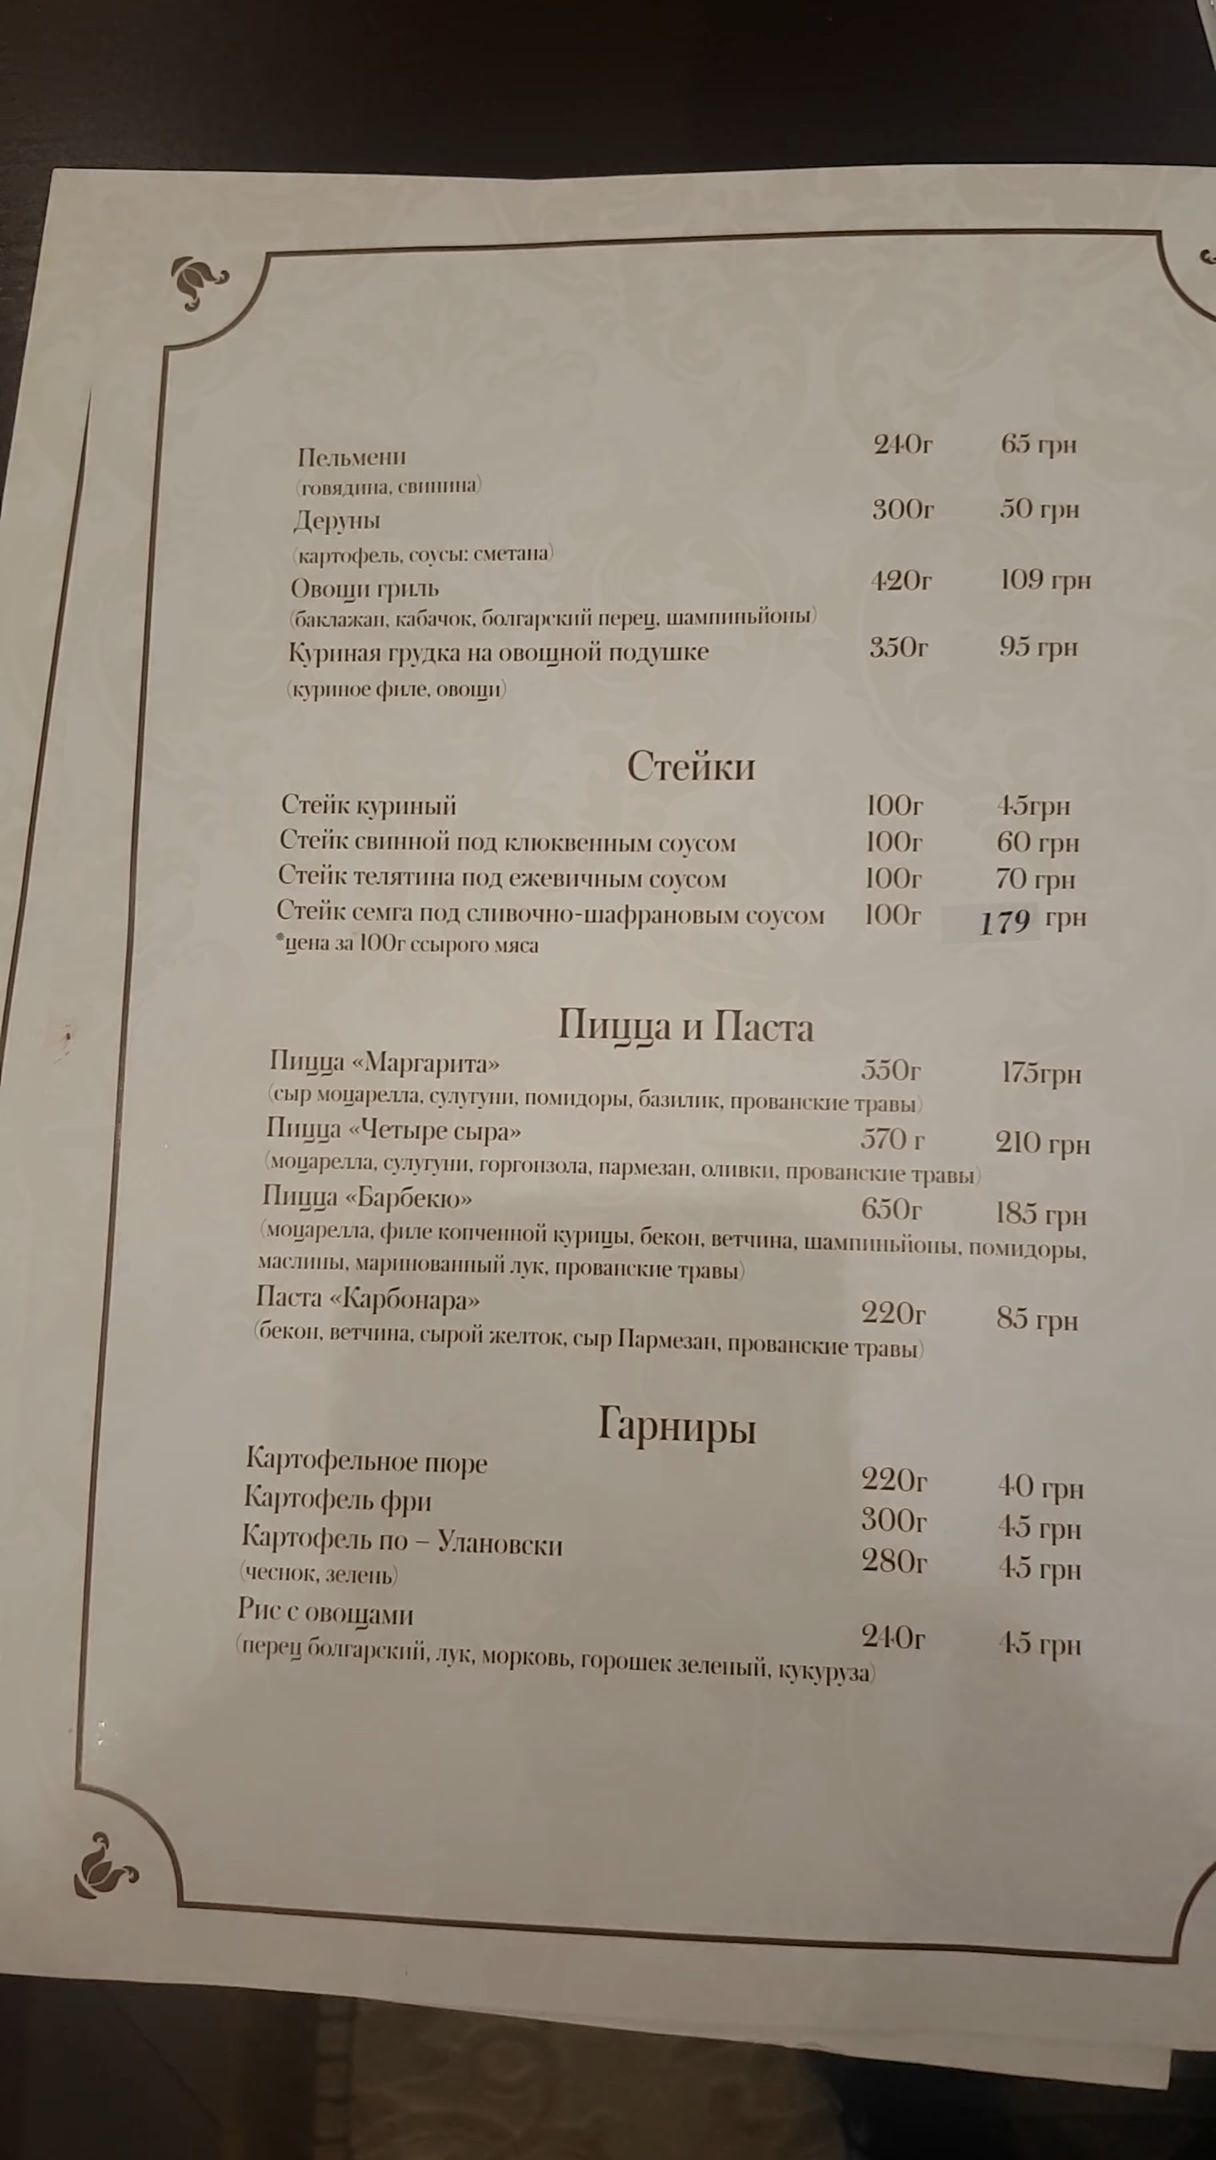 Пельмени 240г 65 грн
(говядина, свинина)
Деруны 300г 50 грн
(картофель, соусы: сметана)
Овощи гриль 420г 109 грн
(баклажан, кабачок, болгарский перец, шампиньйоны)
Куриная грудка на овощной подушке 350г 95 грн
(куриное филе, овощи)
Стейки
Стейк куриный 100г 45грн
Стейк свинной под клюквенным соусом 100г 60 грн
Стейк телятина под ежевичным соусом 100г 70 грн
Стейк семга под сливочно-шафрановым соусом 100г 179 грн
*цена за 100г ссырого мяса
Пицца и Паста
Пицца «Маргарита» 550г 175грн
(сыр моцарелла, сулугуни, помидоры, базилик, прованские травы)
Пицца «Четыре сыра» 570 г 210 грн
(моцарелла, сулугуни, горгонзола, пармезан, оливки, прованские травы)
Пицца «Барбекю» 650г 185 грн
(моцарелла, филе копченной курицы, бекон, ветчина, шампиньйоны, помидоры,
маслины, маринованный лук, прованские травы)
Паста «Карбонара» 220г 85 грн
(бекон, ветчина, сырой желток, сыр Пармезан, прованские травы)
Гарниры
Картофельное пюре 220г 40 грн
Картофель фри 300г 45 грн
Картофель по – Улановски 280г 45 грн
(чеснок, зелень)
Рис с овощами 240г 45 грн
(перец болгарский, лук, морковь, горошек зеленый, кукуруза)